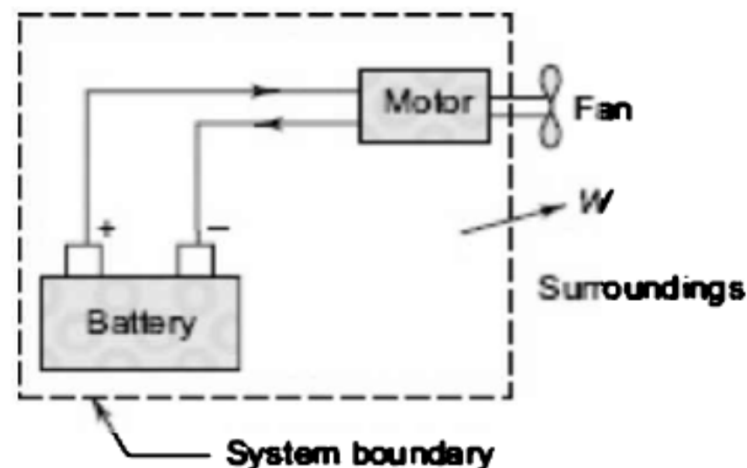 Motor
Fan
W
+
−
Surroundings
Battery
System boundary